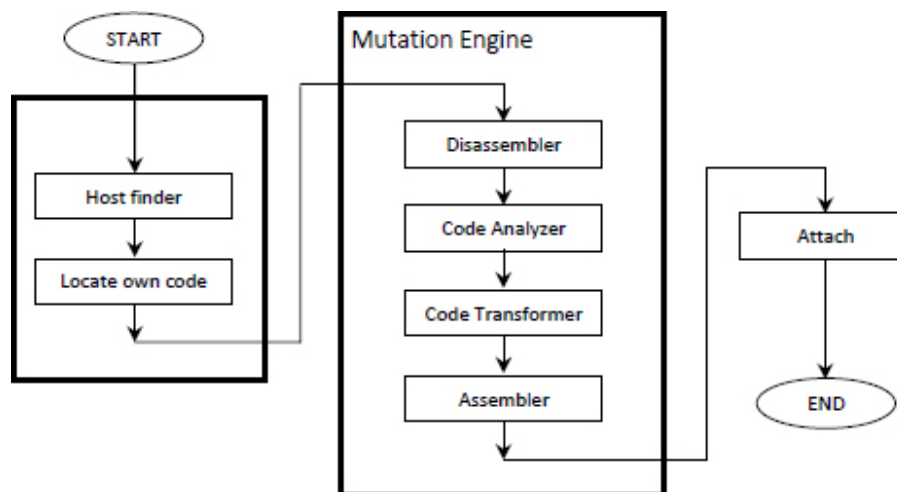 START
Host finder
Locate own code
Mutation Engine
Disassembler
Code Analyzer
Code Transformer
Assembler
Attach
END